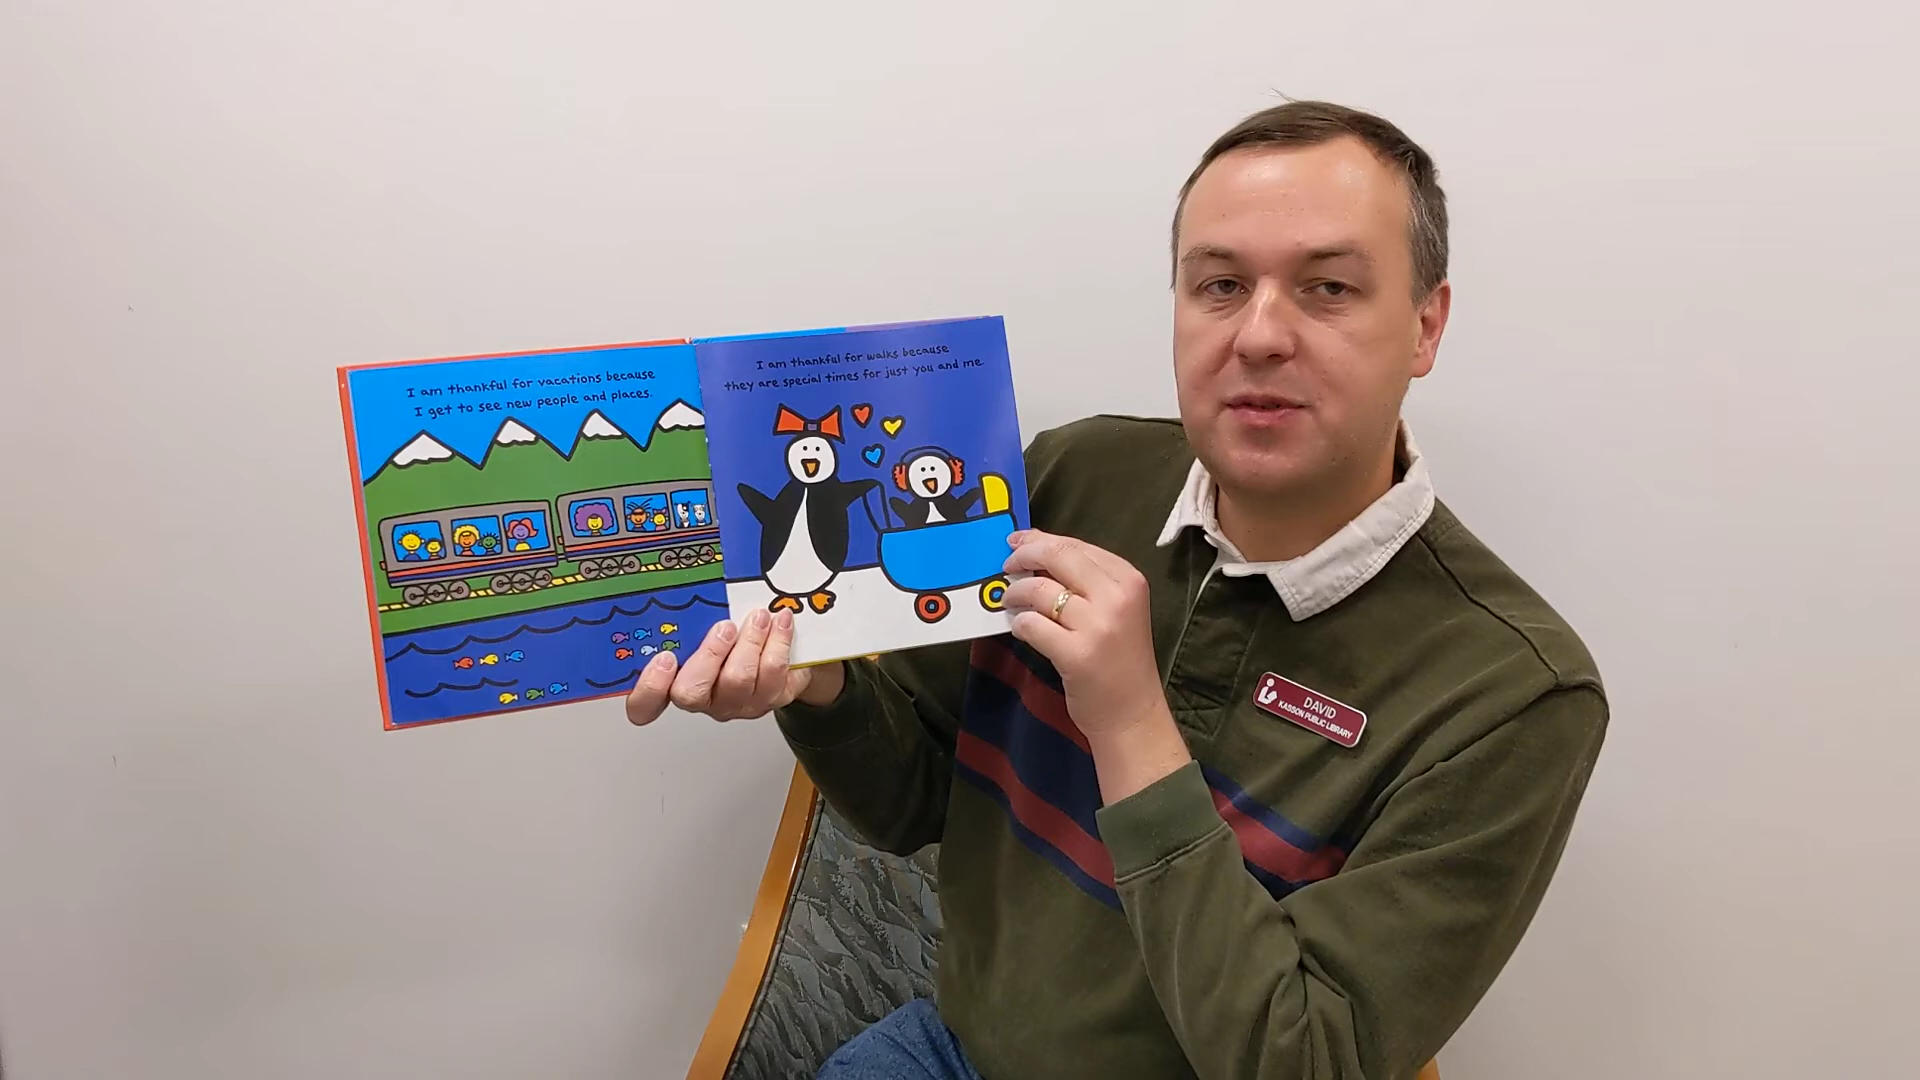 I am thankful for vacations because
I get to see new people and places.
I am thankful for walks because
they are special times for just you and me.
DAVID
KASSON PUBLIC LIBRARY